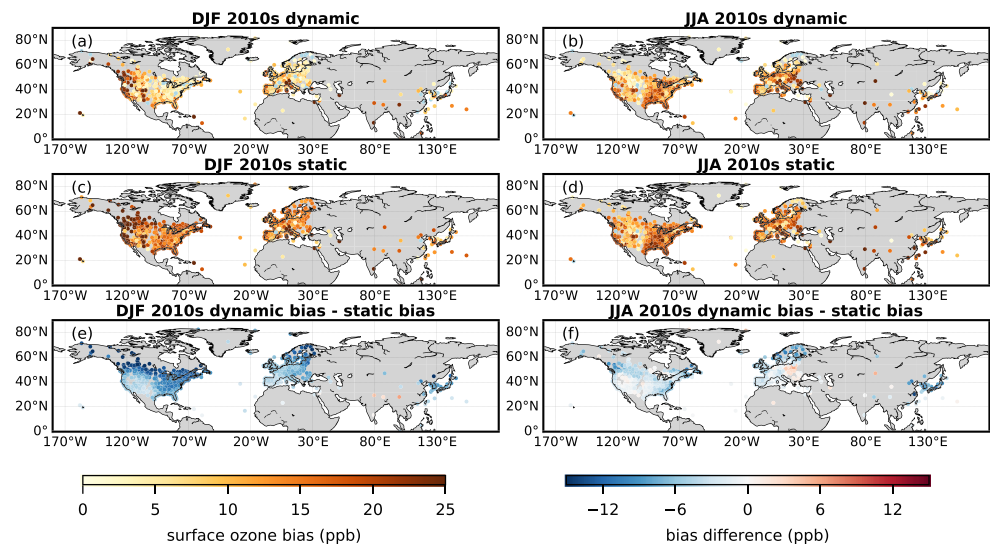 DJF 2010s dynamic
JJA 2010s dynamic
80°N (a)
60°N
40°N
20°N
0°
170°W 120°W 70°W 20°W 30°E 80°E 130°E
80°N (b)
60°N
40°N
20°N
0°
170°W 120°W 70°W 20°W 30°E 80°E 130°E
DJF 2010s static
JJA 2010s static
80°N (c)
60°N
40°N
20°N
0°
170°W 120°W 70°W 20°W 30°E 80°E 130°E
80°N (d)
60°N
40°N
20°N
0°
170°W 120°W 70°W 20°W 30°E 80°E 130°E
DJF 2010s dynamic bias - static bias
JJA 2010s dynamic bias - static bias
80°N (e)
60°N
40°N
20°N
0°
170°W 120°W 70°W 20°W 30°E 80°E 130°E
80°N (f)
60°N
40°N
20°N
0°
170°W 120°W 70°W 20°W 30°E 80°E 130°E
0 5 10 15 20 25
surface ozone bias (ppb)
−12 −6 0 6 12
bias difference (ppb)